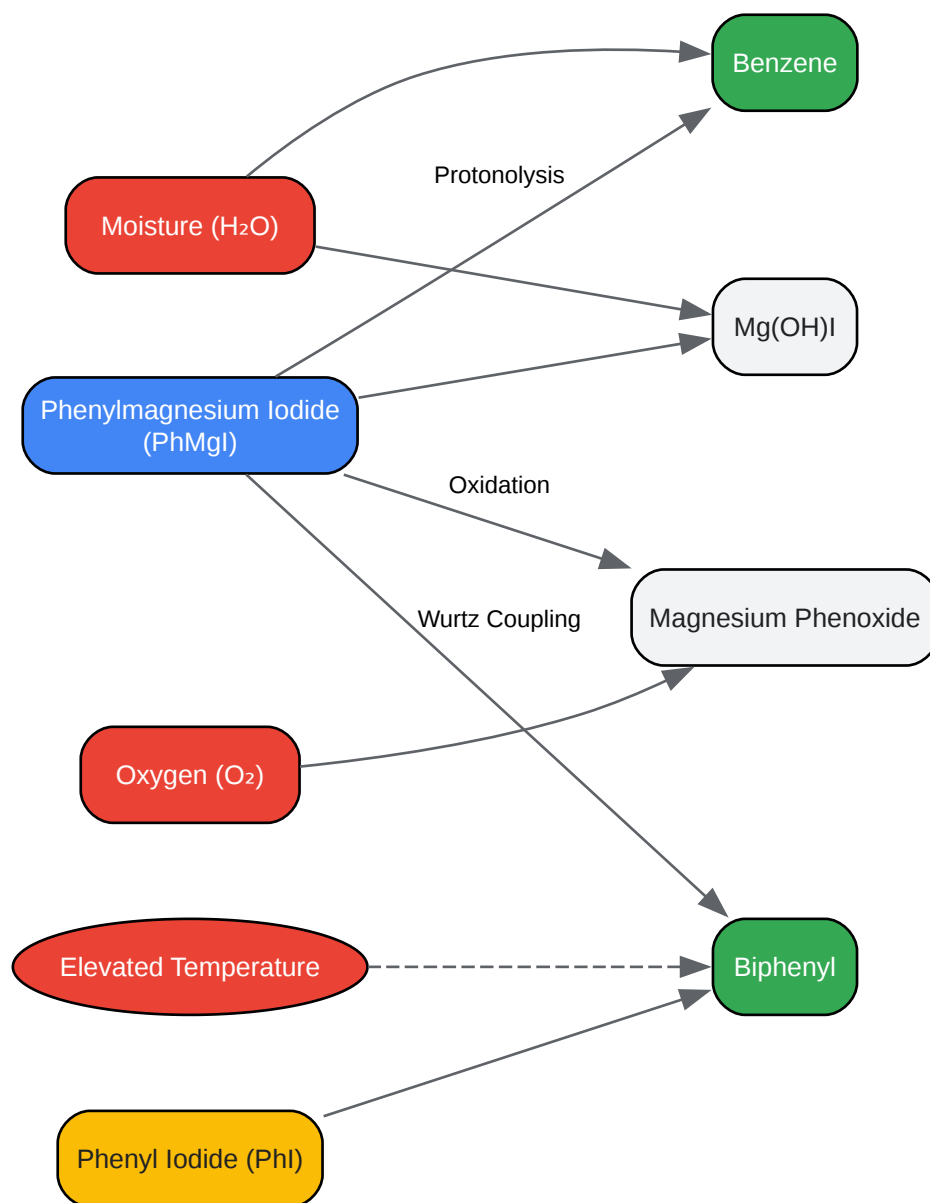 Benzene
Protonolysis
Moisture (H₂O)
Mg(OH)I
Phenylmagnesium Iodide
(PhMgI)
Oxidation
Wurtz Coupling
Magnesium Phenoxide
Oxygen (O₂)
Elevated Temperature
Biphenyl
Phenyl Iodide (PhI)